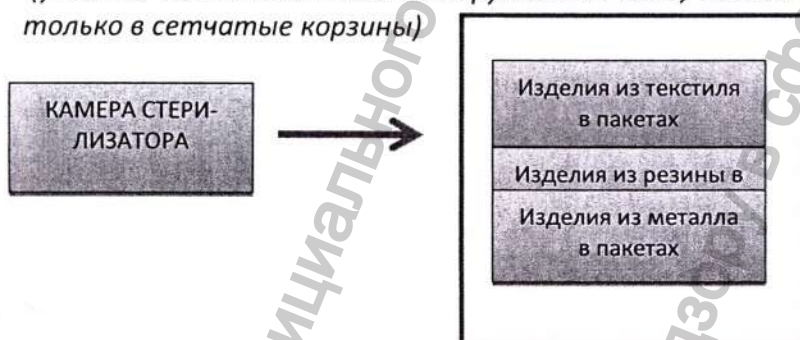 только в сетчатые корзины)
КАМЕРА СТЕРИ-
ЛИЗАТОРА
Изделия из текстиля
в пакетах
Изделия из резины в
Изделия из металла
в пакетах